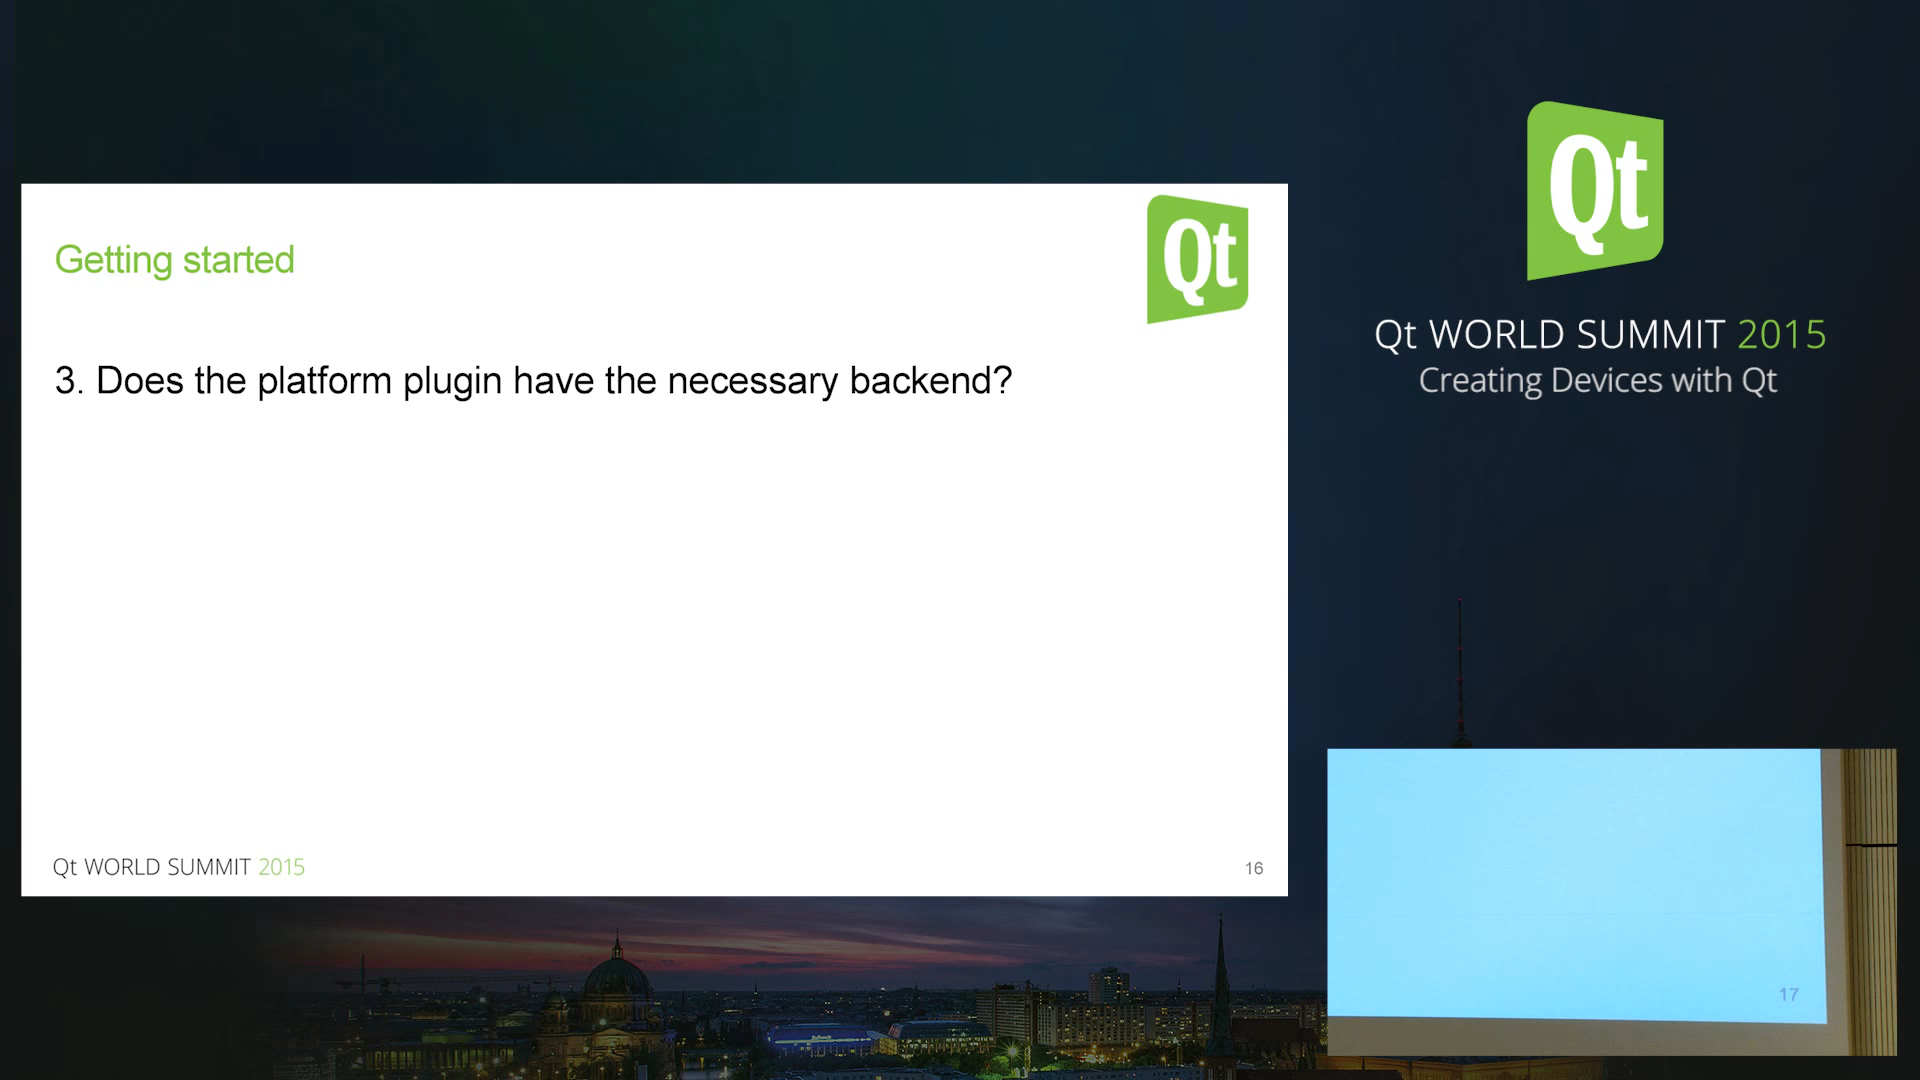 Getting started
Qt
3. Does the platform plugin have the necessary backend?
Qt WORLD SUMMIT 2015
16
Qt
Qt WORLD SUMMIT 2015
Creating Devices with Qt
17